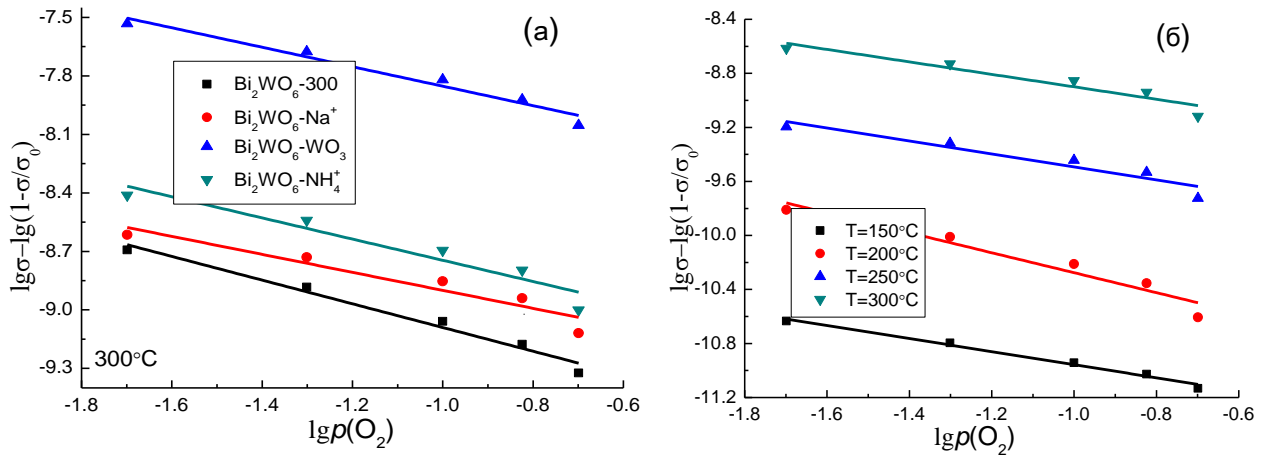 (а)
-7.5
-7.8
-8.1
-8.4
-8.7
-9.0
-9.3
lgσ–lg(1-σ/σ₀)
Bi₂WO₆-300
Bi₂WO₆-Na⁺
Bi₂WO₆-WO₃
Bi₂WO₆-NH₄⁺
300°C
-1.8 -1.6 -1.4 -1.2 -1.0 -0.8 -0.6
lgp(O₂)
(б)
-8.4
-8.8
-9.2
-9.6
-10.0
-10.4
-10.8
-11.2
lgσ–lg(1-σ/σ₀)
T=150°C
T=200°C
T=250°C
T=300°C
-1.8 -1.6 -1.4 -1.2 -1.0 -0.8 -0.6
lgp(O₂)